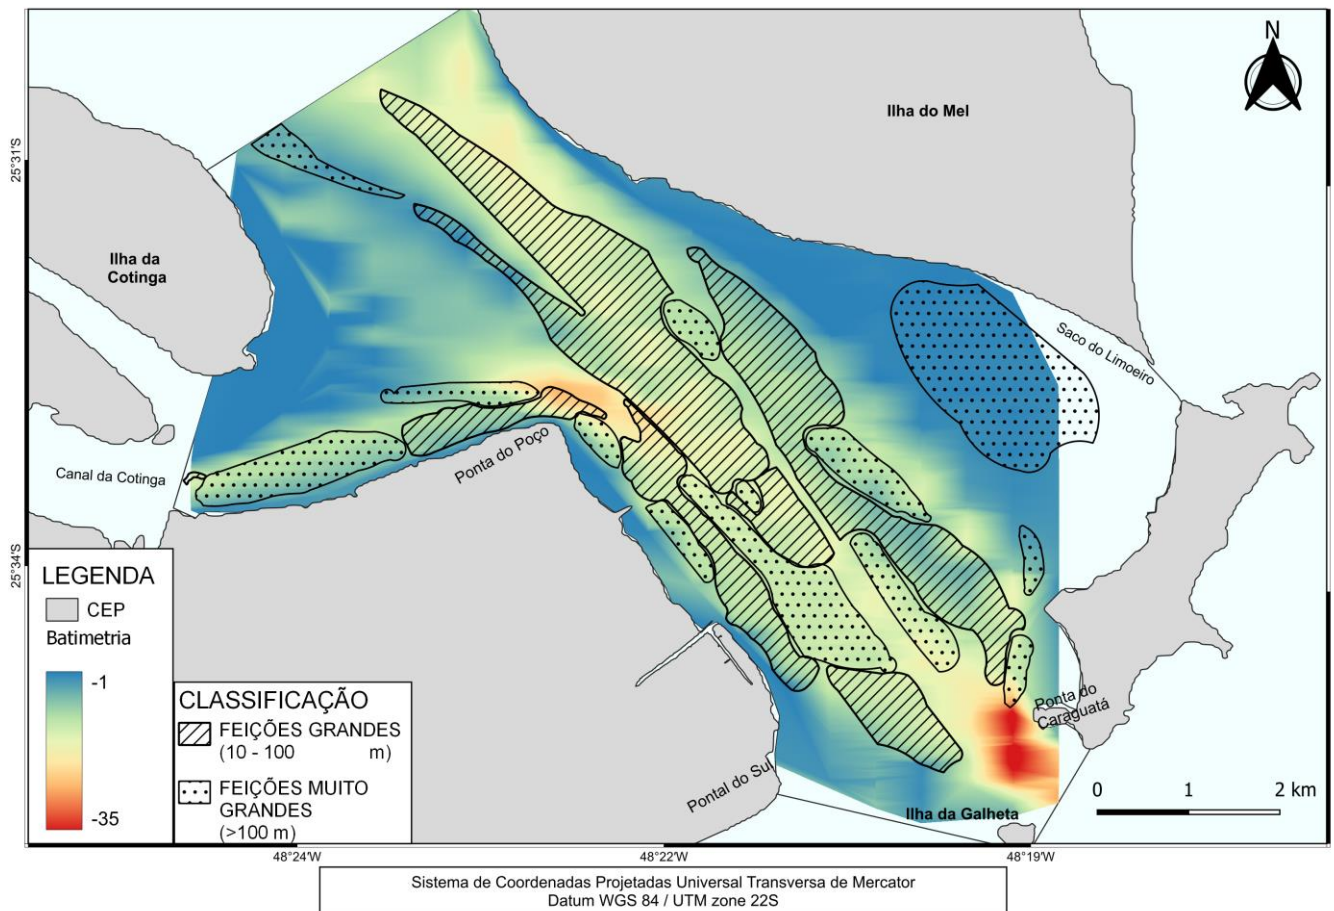 N
Ilha do Mel
25°31'S
Ilha da
Cotinga
Saco do Limoeiro
Canal da Cotinga
Ponta do Poço
25°34'S
LEGENDA
CEP
Batimetria
-1
-35
CLASSIFICAÇÃO
FEIÇÕES GRANDES
(10 - 100 m)
FEIÇÕES MUITO
GRANDES
(>100 m)
Ponta do
Caraguatá
Pontal do Sul
Ilha da Galheta
0 1 2 km
48°24'W 48°22'W 48°19'W
Sistema de Coordenadas Projetadas Universal Transversa de Mercator
Datum WGS 84 / UTM zone 22S